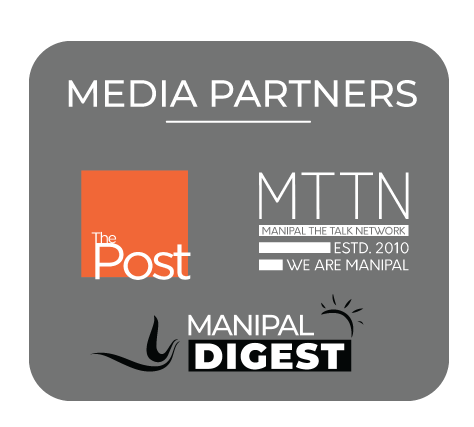 MEDIA PARTNERS
The
Post
MTTN
MANIPAL THE TALK NETWORK
ESTD. 2010
WE ARE MANIPAL
MANIPAL
DIGEST